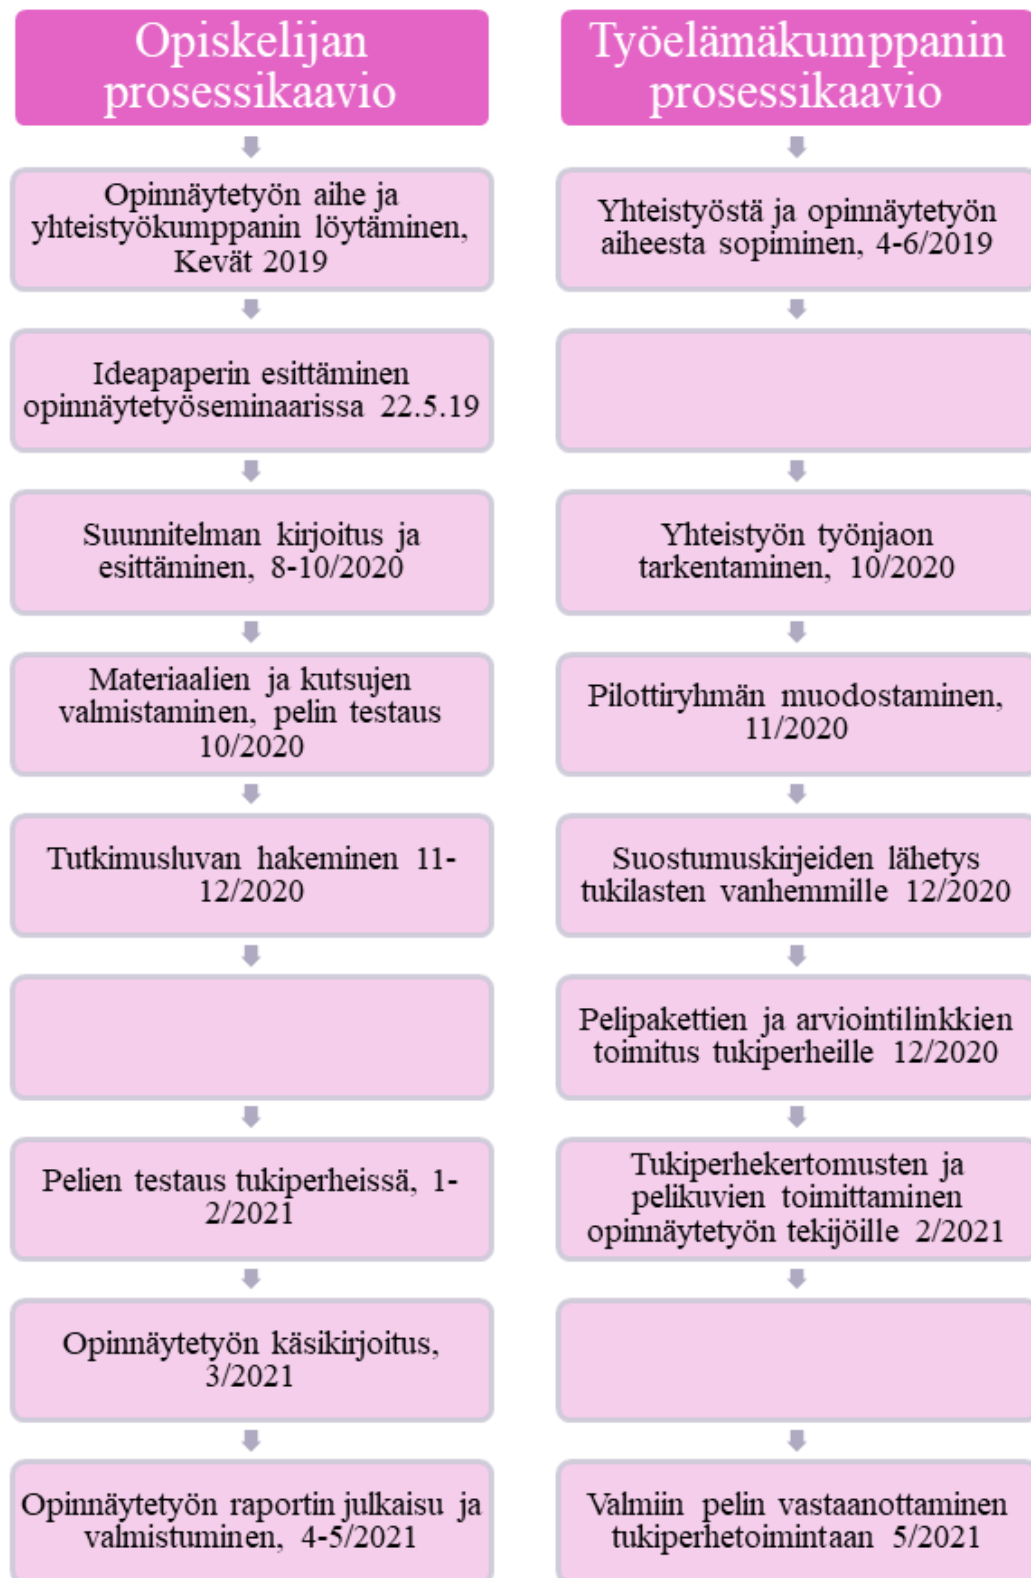 Opiskelijan
prosessikaavio
Opinnäytetyön aihe ja
yhteistyökumppanin löytäminen,
Kevät 2019
Ideapaperin esittäminen
opinnäytetyöseminaarissa 22.5.19
Suunnitelman kirjoitus ja
esittäminen, 8-10/2020
Materiaalien ja kutsujen
valmistaminen, pelin testaus
10/2020
Tutkimusluvan hakeminen 11-
12/2020
Pelien testaus tukiperheissä, 1-
2/2021
Opinnäytetyön käsikirjoitus,
3/2021
Opinnäytetyön raportin julkaisu ja
valmistuminen, 4-5/2021
Työelämäkumppanin
prosessikaavio
Yhteistyöstä ja opinnäytetyön
aiheesta sopiminen, 4-6/2019
Yhteistyön työnjaon
tarkentaminen, 10/2020
Pilottiryhmän muodostaminen,
11/2020
Suostumuskirjeiden lähetys
tukilasten vanhemmille 12/2020
Pelipakettien ja arviointilinkkien
toimitus tukiperheille 12/2020
Tukiperhekertomusten ja
pelikuvien toimittaminen
opinnäytetyön tekijöille 2/2021
Valmiin pelin vastaanottaminen
tukiperhetoimintaan 5/2021